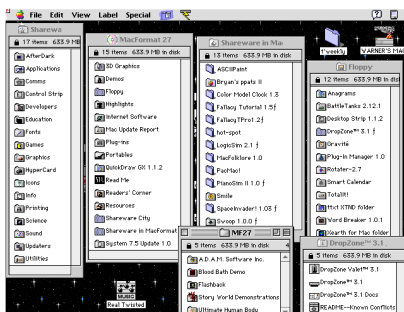 File Edit View Label Special
Sharewa
17 items 633.9 MB
AfterDark
Applications
Comms
Control Strip
Developers
Education
Fonts
Games
Graphics
HyperCard
Icons
Info
Printing
Science
Sound
Updaters
Utilities
MacFormat 27
15 items 633.9 MB in disk
3D Graphics
Demos
Floppy
Highlights
Internet Software
Mac Update Report
Plug-ins
Portables
QuickDraw GX 1.1.2
Read Me
Readers' Corner
Resources
Shareware City
Shareware in MacFormat
System 7.5 Update 1.0
Shareware in Ma
13 items 633.9 MB in disk
ASCIIPaint
Bryan's ppats II
Color Model Clock 1.3
Fallacy Tutorial 1.5ƒ
FallacyTPro1.2ƒ
hot-spot
LogicSim 2.1 ƒ
MacFolklore 1.0
PacMac!
PianoSim II 1.0 ƒ
Smile
SpaceInvader! 1.03 ƒ
Swoop 1.0.0 ƒ
1'weekly
VARNER'S MAC
Floppy
12 items 633.9 MB in disk
Anagrams
BattleTanks 2.12.1
Desktop Strip 1.1.2
DropZone™ 3.1 ƒ
Gravité
Plug-In Manager 1.0
Rotater-2.7
Smart Calendar
TotalIt!
ttxt XTND folder
Word Breaker 1.0.1
Xearth for Mac folder
MF27
5 items 633.9 MB in disk
A.D.A.M. Software Inc.
Blood Bath Demo
Flashback
Story World Demonstrations
Ultimate Human Body
DropZone™ 3.1
5 items 633.9 MB in disk
DropZone Valet™ 3.1
DropZone™ 3.1
DropZone™ 3.1 Docs
README--Known Conflicts
MUSIC
Real Twisted